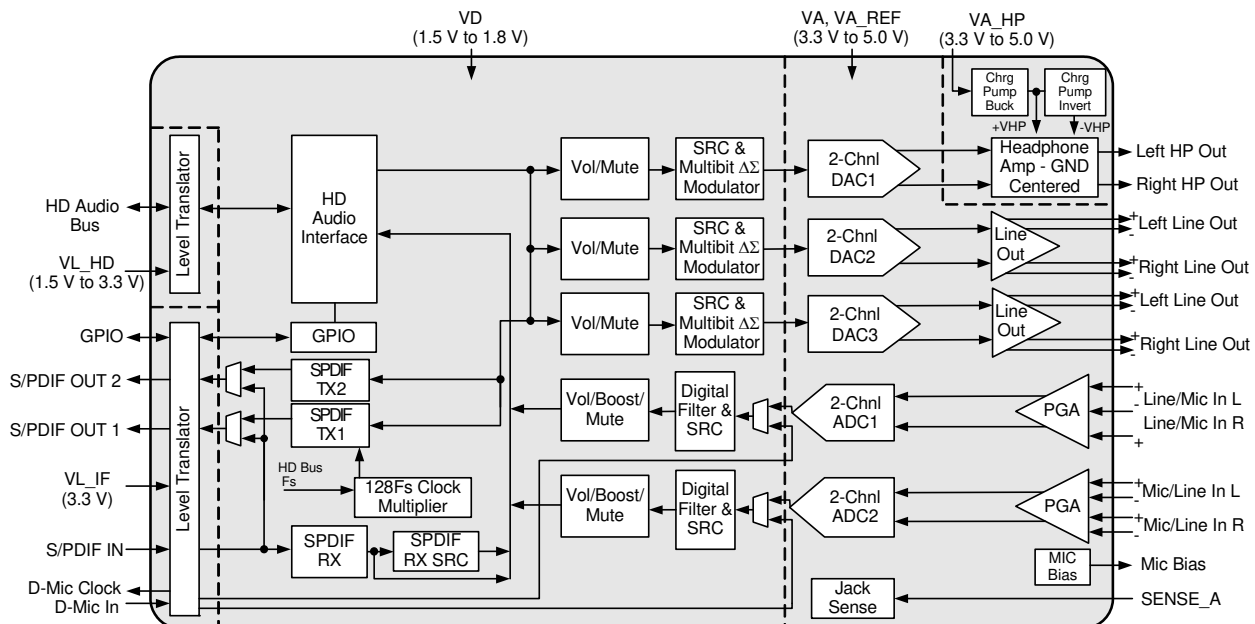 VD
(1.5 V to 1.8 V)
VA, VA_REF
(3.3 V to 5.0 V)
VA_HP
(3.3 V to 5.0 V)
Chrg
Pump
Buck
Chrg
Pump
Invert
+VHP
-VHP
HD Audio
Bus
VL_HD
(1.5 V to 3.3 V)
Level Translator
HD
Audio
Interface
GPIO
Vol/Mute
SRC &
Multibit ΔΣ
Modulator
2-Chnl
DAC1
Headphone
Amp - GND
Centered
Left HP Out
Right HP Out
Vol/Mute
SRC &
Multibit ΔΣ
Modulator
2-Chnl
DAC2
Line
Out
+
-
Left Line Out
+
-
Right Line Out
Vol/Mute
SRC &
Multibit ΔΣ
Modulator
2-Chnl
DAC3
Line
Out
+
-
Left Line Out
+
-
Right Line Out
GPIO
S/PDIF OUT 2
S/PDIF OUT 1
VL_IF
(3.3 V)
S/PDIF IN
D-Mic Clock
D-Mic In
Level Translator
SPDIF
TX2
SPDIF
TX1
HD Bus
Fs
128Fs Clock
Multiplier
SPDIF
RX
SPDIF
RX SRC
Vol/Boost/
Mute
Digital
Filter &
SRC
2-Chnl
ADC1
PGA
+
-
Line/Mic In L
-
Line/Mic In R
+
Vol/Boost/
Mute
Digital
Filter &
SRC
2-Chnl
ADC2
PGA
+
-
Mic/Line In L
+
-
Mic/Line In R
MIC
Bias
Mic Bias
Jack
Sense
SENSE_A